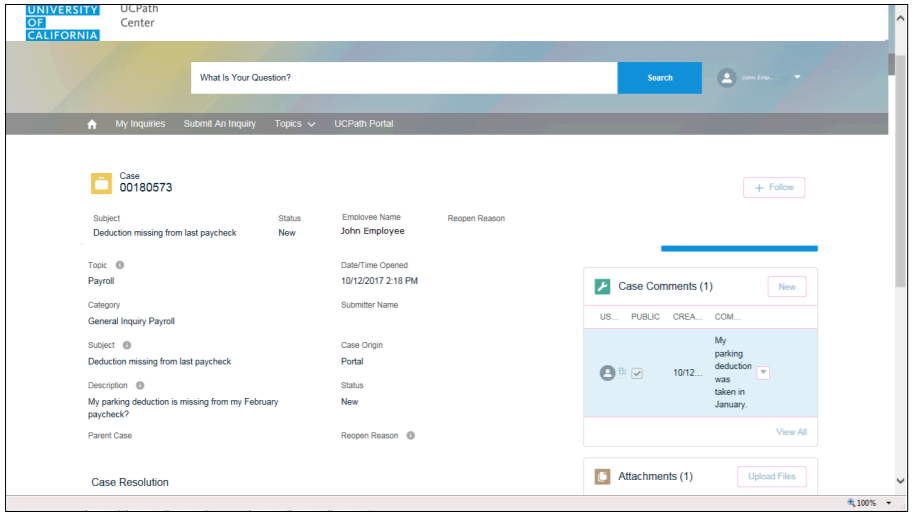 UNIVERSITY
OF
CALIFORNIA
UCPath
Center
What Is Your Question?
Search
John Emp..
My Inquiries
Submit An Inquiry
Topics
UCPath Portal
Case
00180573
+ Follow
Subject
Deduction missing from last paycheck
Status
New
Employee Name
John Employee
Reopen Reason
Topic
Payroll
Date/Time Opened
10/12/2017 2:18 PM
Category
General Inquiry Payroll
Submitter Name
Subject
Deduction missing from last paycheck
Case Origin
Portal
Description
My parking deduction is missing from my February
paycheck?
Status
New
Parent Case
Reopen Reason
Case Resolution
Case Comments (1)
New
US... PUBLIC CREA... COM...
10/12...
My
parking
deduction
was
taken in
January.
View All
Attachments (1)
Upload Files
100%